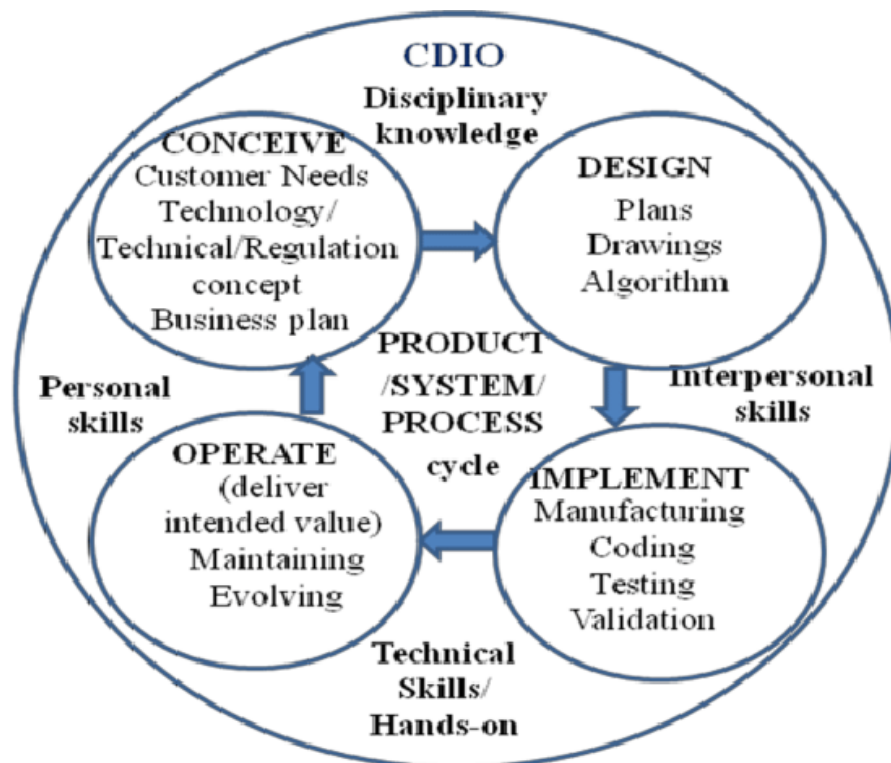 CDIO
Disciplinary
knowledge
CONCEIVE
Customer Needs
Technology/
Technical/Regulation
concept
Business plan
DESIGN
Plans
Drawings
Algorithm
PRODUCT
/SYSTEM/
PROCESS
cycle
Personal
skills
Interpersonal
skills
OPERATE
(deliver
intended value)
Maintaining
Evolving
IMPLEMENT
Manufacturing
Coding
Testing
Validation
Technical
Skills/
Hands-on